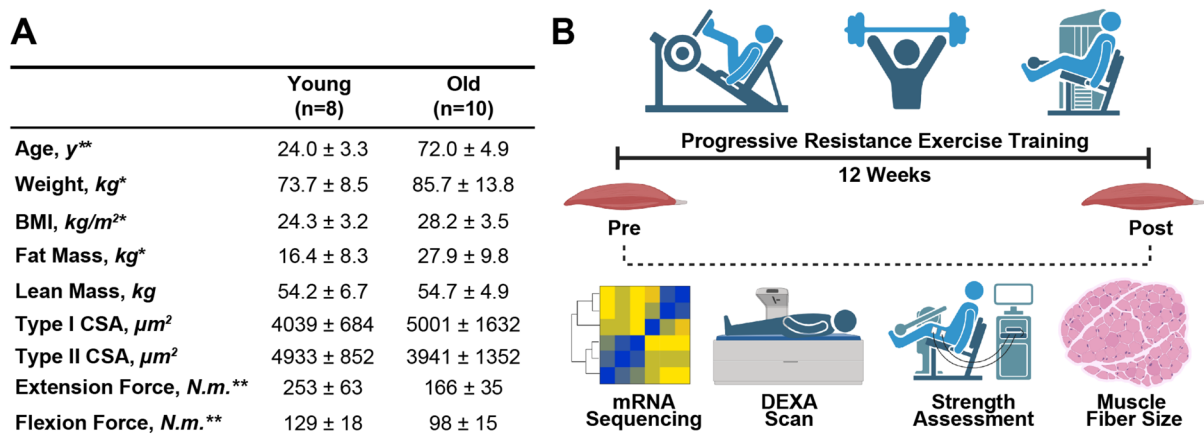 A
Young
(n=8)
Old
(n=10)
Age, y** 24.0 ± 3.3 72.0 ± 4.9
Weight, kg* 73.7 ± 8.5 85.7 ± 13.8
BMI, kg/m²* 24.3 ± 3.2 28.2 ± 3.5
Fat Mass, kg* 16.4 ± 8.3 27.9 ± 9.8
Lean Mass, kg 54.2 ± 6.7 54.7 ± 4.9
Type I CSA, µm² 4039 ± 684 5001 ± 1632
Type II CSA, µm² 4933 ± 852 3941 ± 1352
Extension Force, N.m.** 253 ± 63 166 ± 35
Flexion Force, N.m.** 129 ± 18 98 ± 15
B
Progressive Resistance Exercise Training
12 Weeks
Pre
Post
mRNA
Sequencing
DEXA
Scan
Strength
Assessment
Muscle
Fiber Size